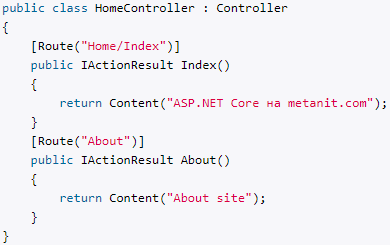 public class HomeController : Controller
{
    [Route("Home/Index")]
    public IActionResult Index()
    {
        return Content("ASP.NET Core на metanit.com");
    }
    [Route("About")]
    public IActionResult About()
    {
        return Content("About site");
    }
}